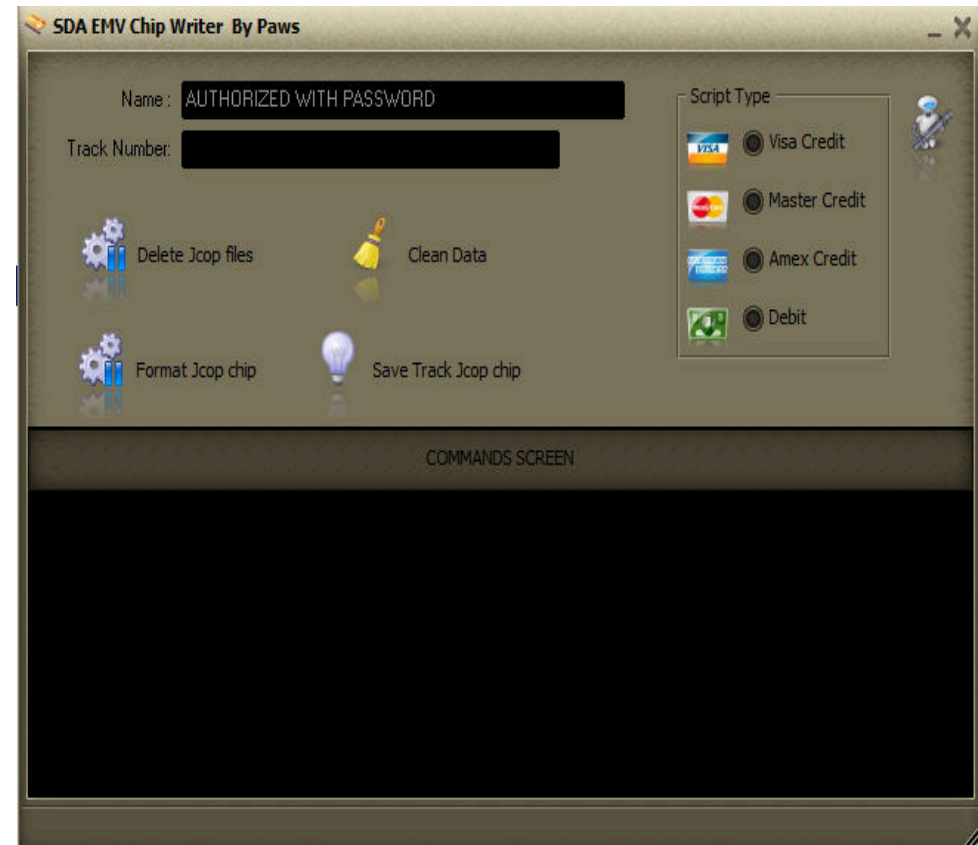 SDA EMV Chip Writer By Paws
Name : AUTHORIZED WITH PASSWORD
Track Number:
Script Type
VISA Visa Credit
Master Credit
Amex Credit
Debit
Delete Jcop files
Clean Data
Format Jcop chip
Save Track Jcop chip
COMMANDS SCREEN